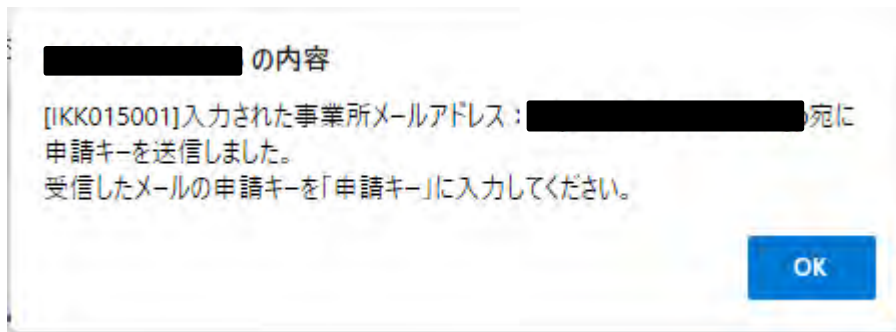 の内容
[IKK015001]入力された事業所メールアドレス：宛に
申請キーを送信しました。
受信したメールの申請キーを「申請キー」に入力してください。
OK